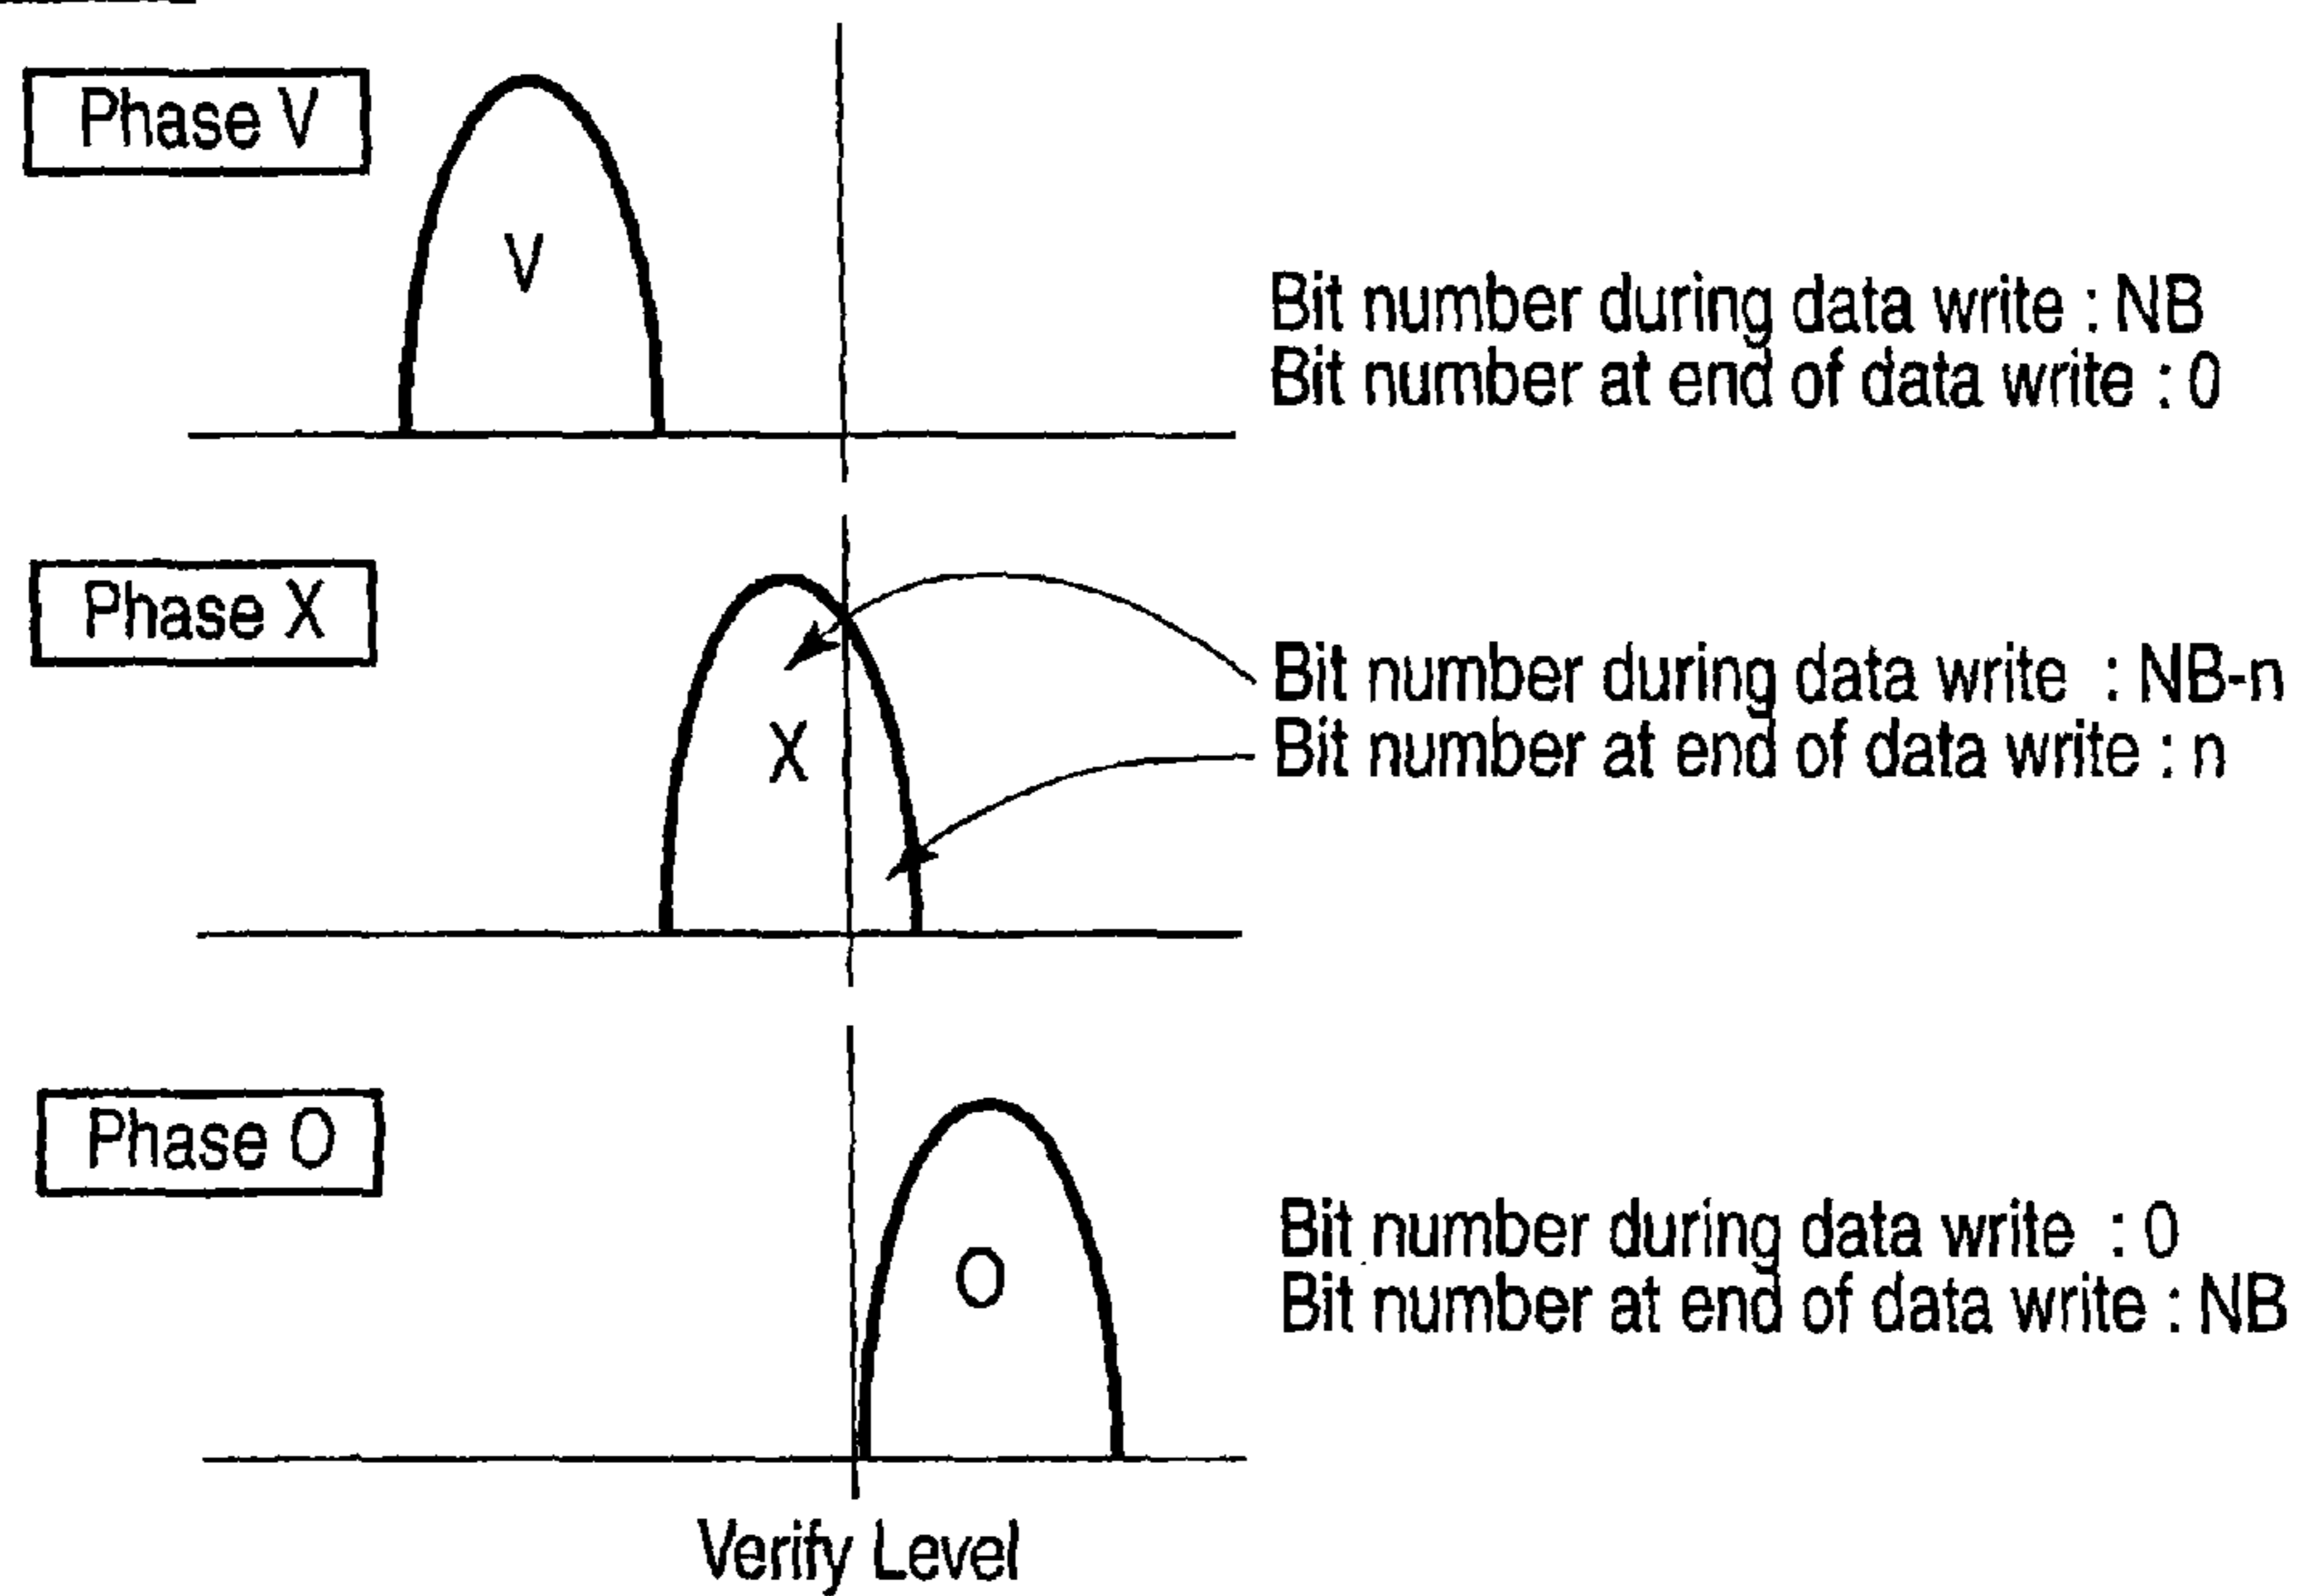 Phase V
V
Bit number during data write : NB
Bit number at end of data write : 0
Phase X
X
Bit number during data write : NB-n
Bit number at end of data write : n
Phase O
O
Bit number during data write : 0
Bit number at end of data write : NB
Verify Level